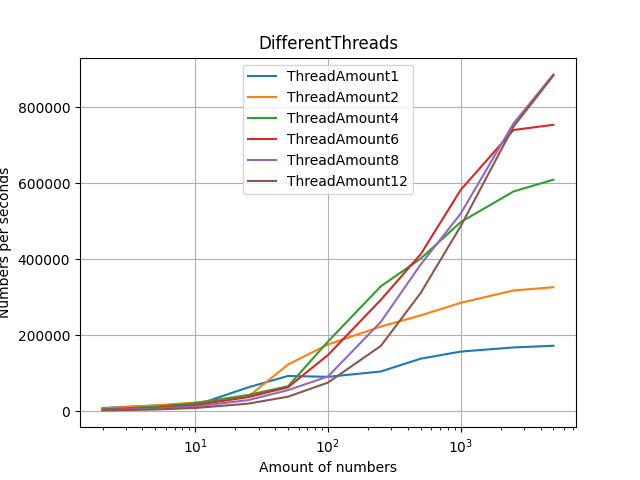 DifferentThreads
Numbers per seconds
800000
600000
400000
200000
0
ThreadAmount1
ThreadAmount2
ThreadAmount4
ThreadAmount6
ThreadAmount8
ThreadAmount12
10¹
10²
10³
Amount of numbers